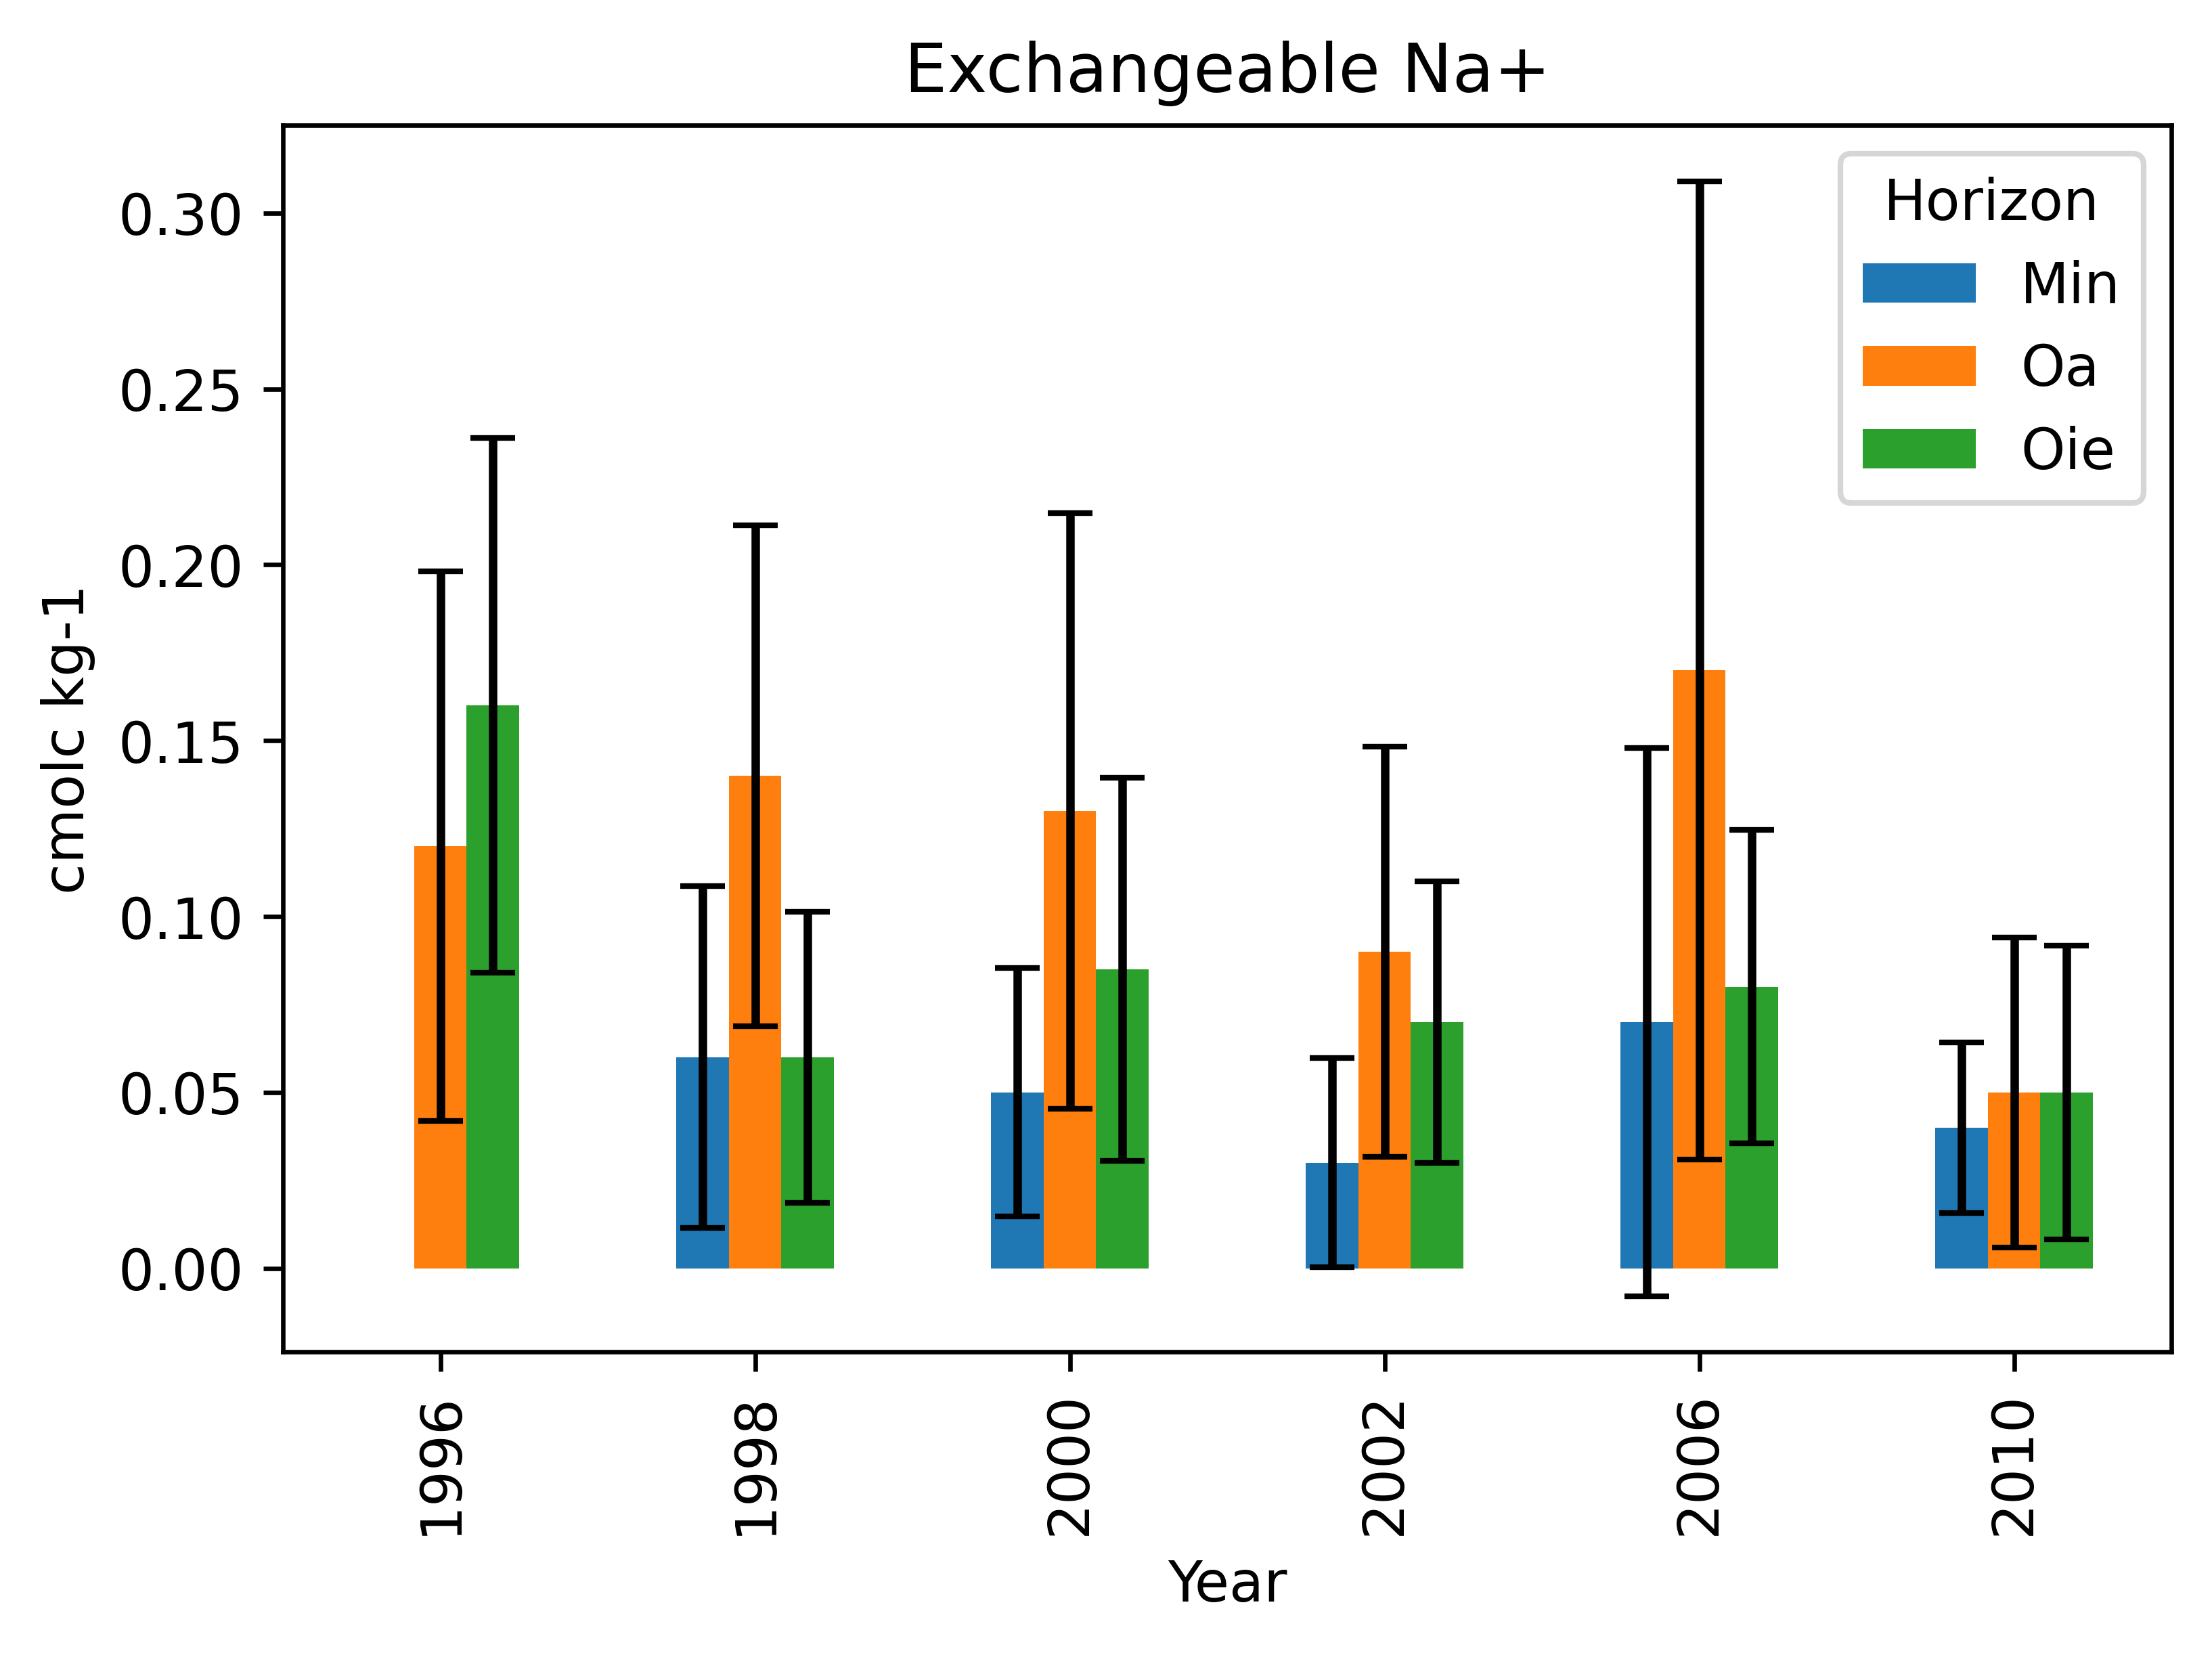 Exchangeable Na+
Horizon
Min
Oa
Oie
cmolc kg-1
0.30
0.25
0.20
0.15
0.10
0.05
0.00
1996
1998
2000
2002
2006
2010
Year